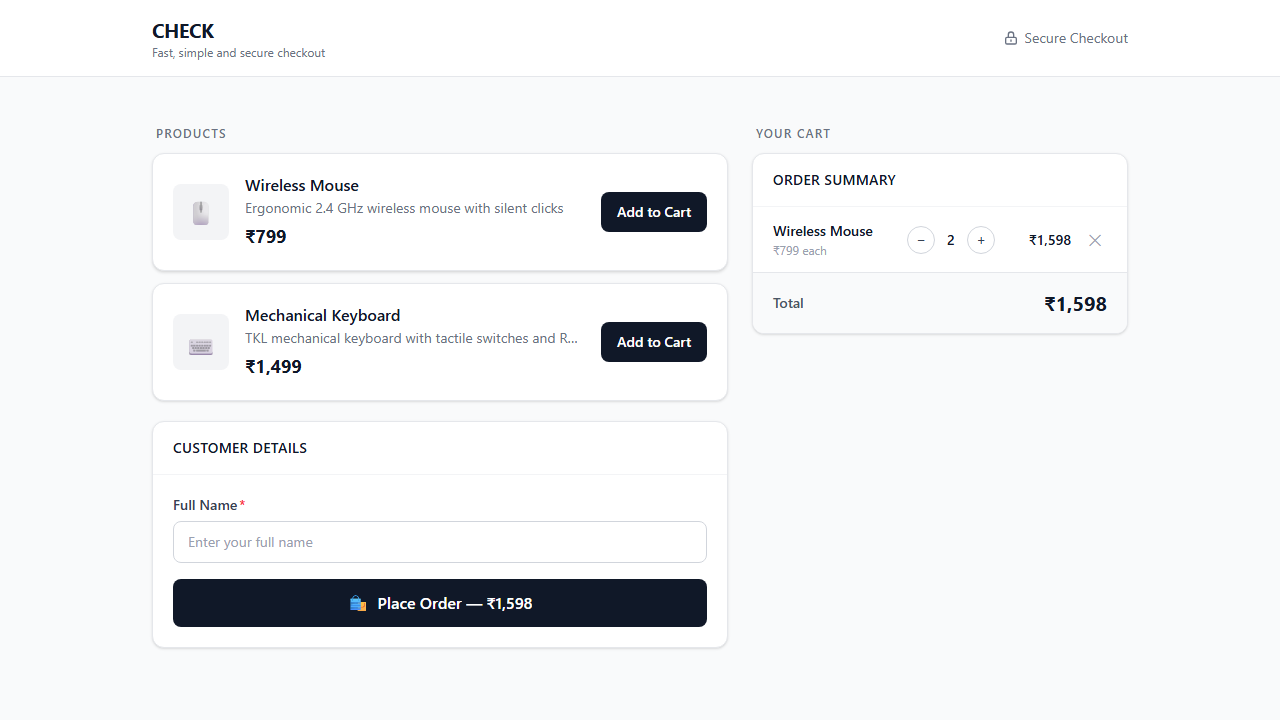 CHECK
Fast, simple and secure checkout
Secure Checkout
PRODUCTS
Wireless Mouse
Ergonomic 2.4 GHz wireless mouse with silent clicks
₹799
Add to Cart
Mechanical Keyboard
TKL mechanical keyboard with tactile switches and R...
₹1,499
Add to Cart
CUSTOMER DETAILS
Full Name*
Enter your full name
Place Order — ₹1,598
YOUR CART
ORDER SUMMARY
Wireless Mouse
₹799 each
− 2 + ₹1,598
Total ₹1,598